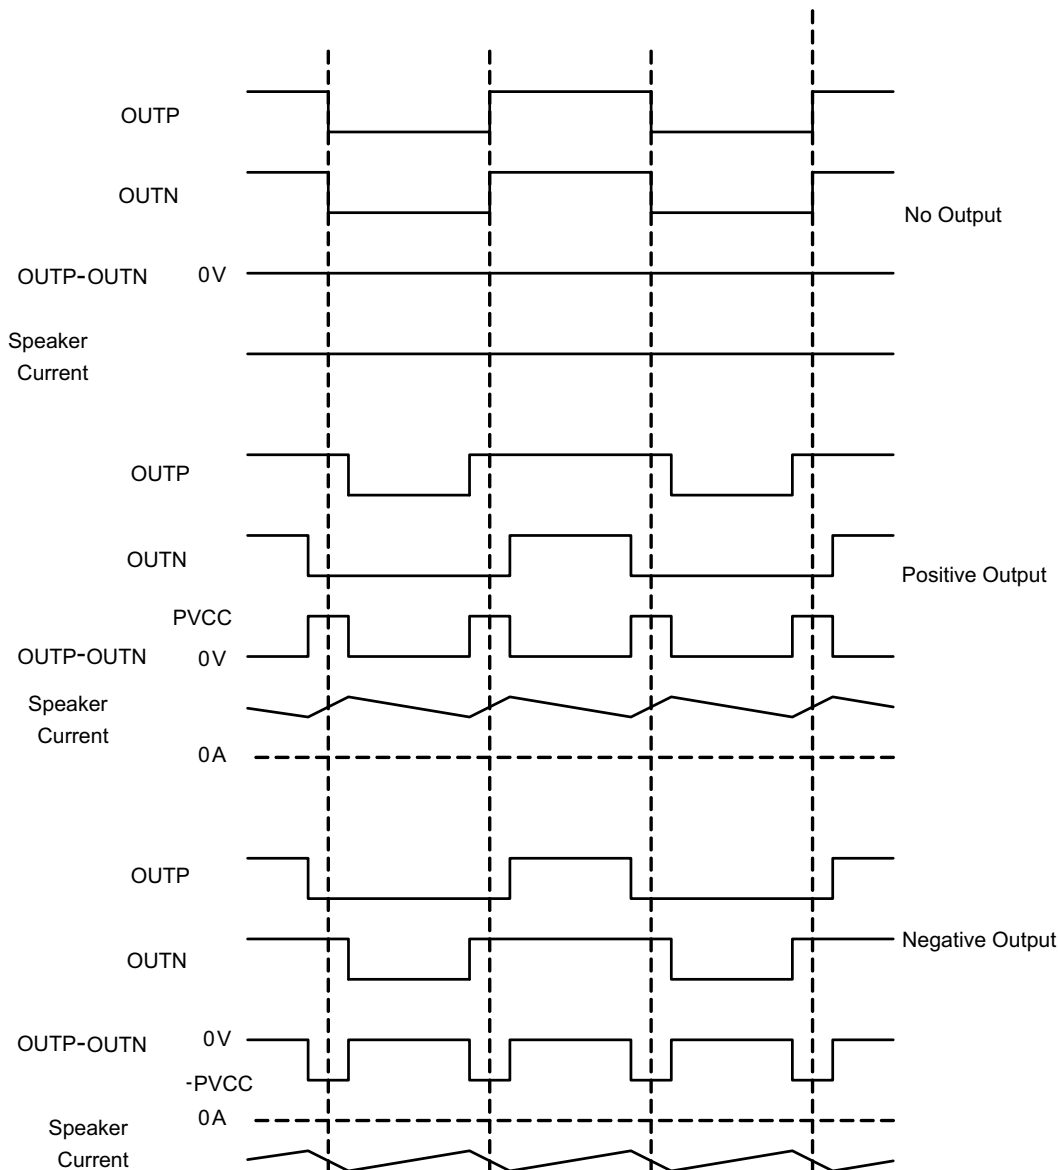 OUTP
OUTN
No Output
OUTP-OUTN 0V
Speaker
Current
OUTP
OUTN
Positive Output
PVCC
OUTP-OUTN 0V
Speaker
Current
0A
OUTP
OUTN
Negative Output
0V
OUTP-OUTN
-PVCC
0A
Speaker
Current